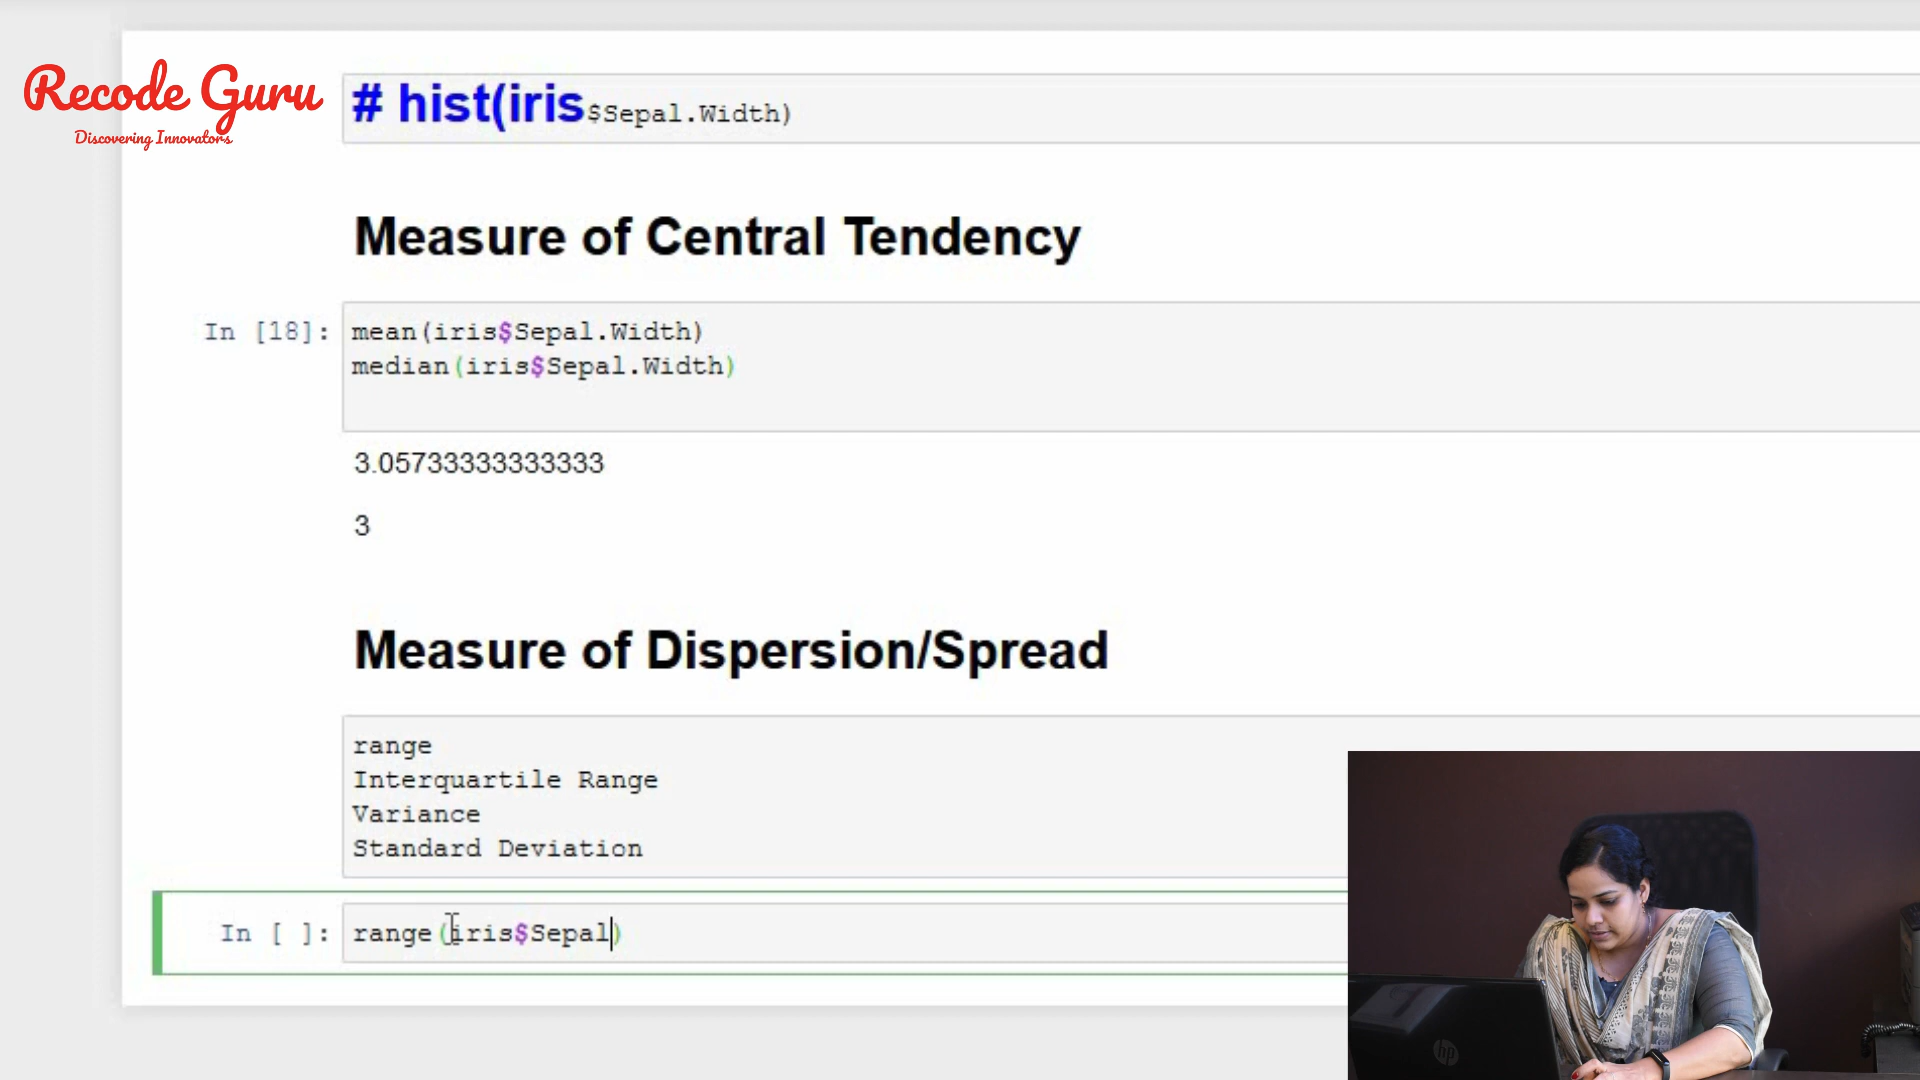 Recode Guru
Discovering Innovators
# hist(iris$Sepal.Width)
Measure of Central Tendency
In [18]:
mean(iris$Sepal.Width)
median(iris$Sepal.Width)
3.05733333333333
3
Measure of Dispersion/Spread
range
Interquartile Range
Variance
Standard Deviation
In [ ]:
range(iris$Sepal)
hp